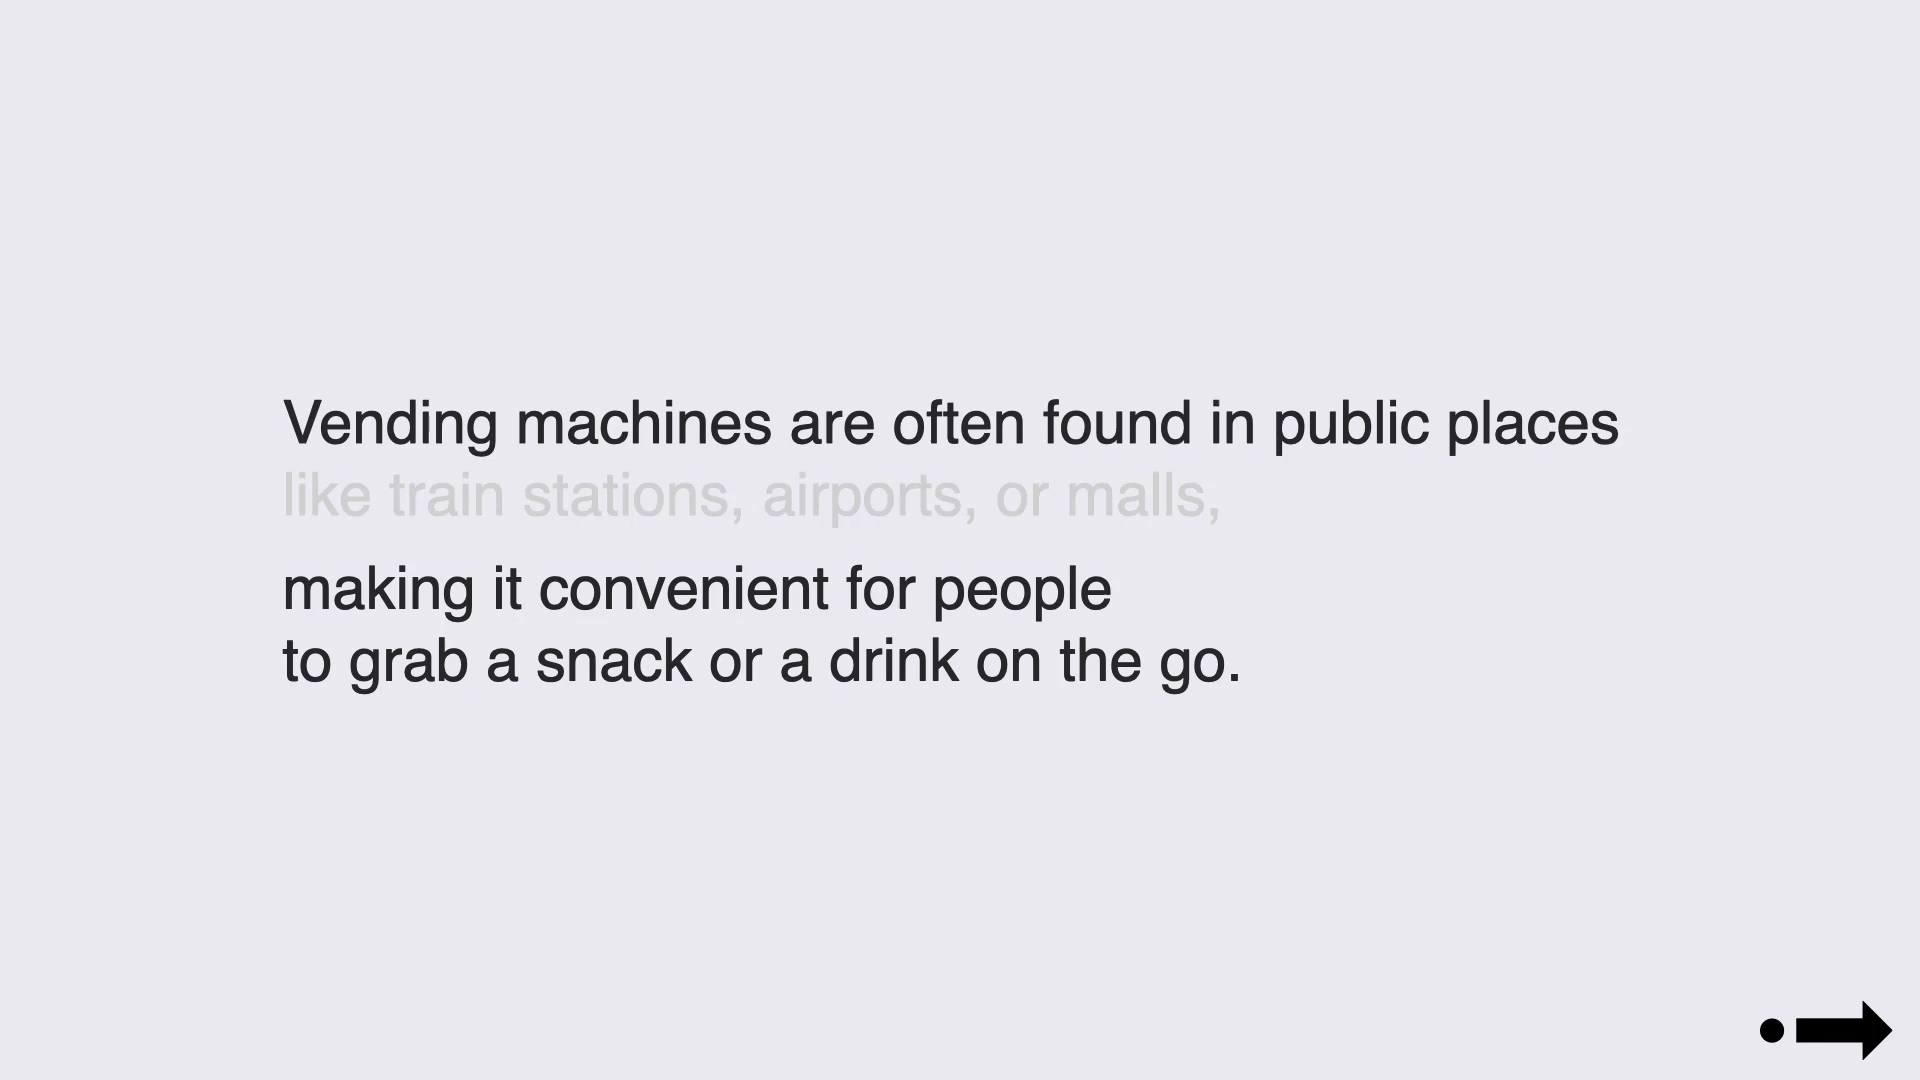 Vending machines are often found in public places
like train stations, airports, or malls,
making it convenient for people
to grab a snack or a drink on the go.